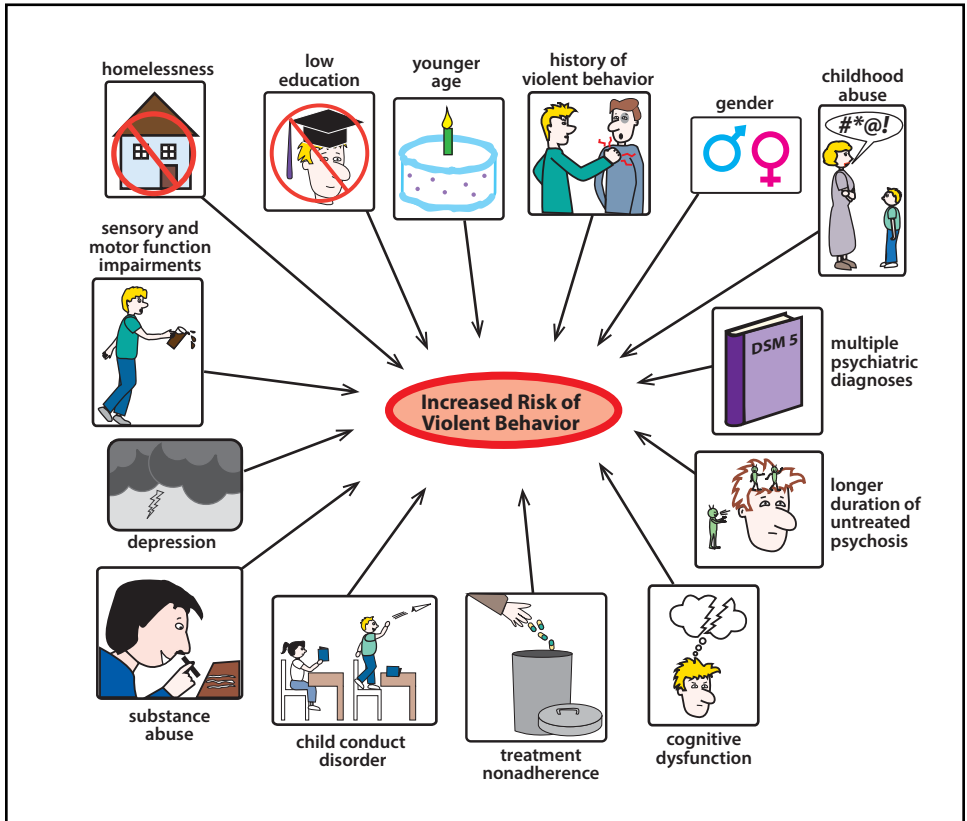 homelessness
low
education
younger
age
history of
violent behavior
gender
childhood
abuse
#*@!
sensory and
motor function
impairments
DSM 5
multiple
psychiatric
diagnoses
Increased Risk of
Violent Behavior
depression
longer
duration of
untreated
psychosis
substance
abuse
child conduct
disorder
treatment
nonadherence
cognitive
dysfunction